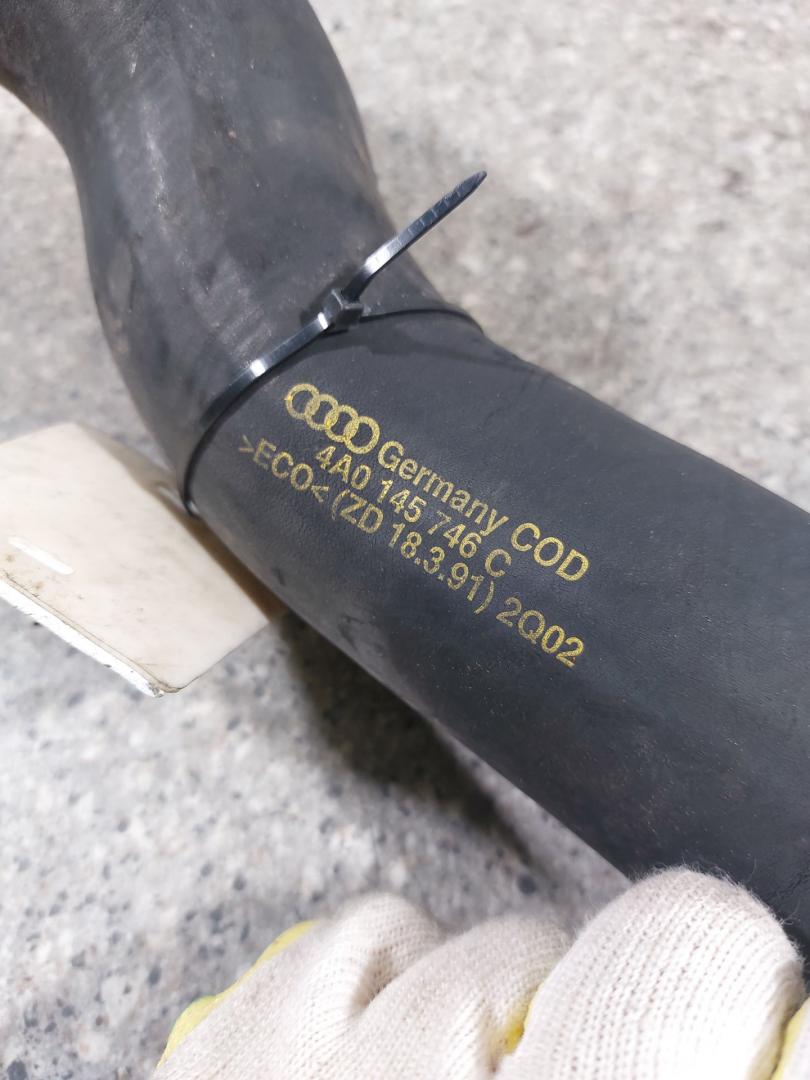 Germany COD
4A0 145 746 C
>ECO< (ZD 18.3.91) 2Q02